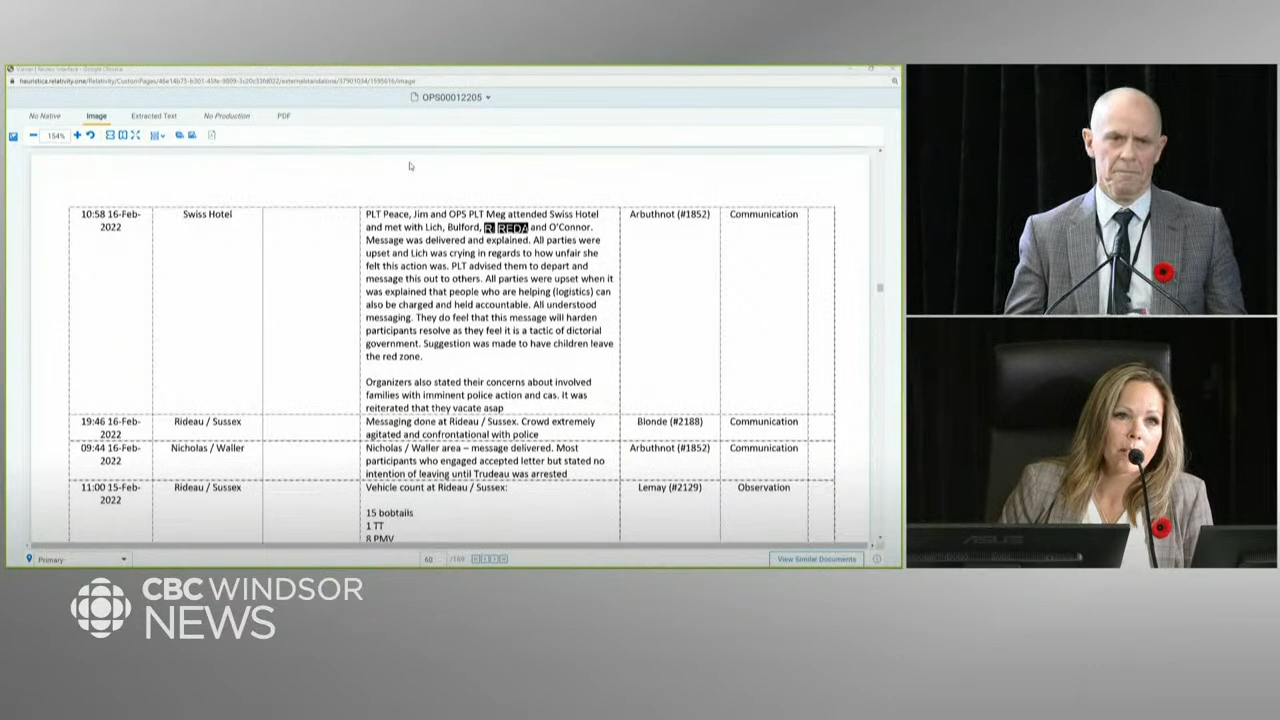 Viewer | Review Interface - Google Chrome
OPS00012205
No Native Image Extracted Text No Production PDF
154%
10:58 16-Feb-2022
Swiss Hotel
PLT Peace, Jim and OPS PLT Meg attended Swiss Hotel
and met with Lich, Bulford, R REDA and O'Connor.
Message was delivered and explained. All parties were
upset and Lich was crying in regards to how unfair she
felt this action was. PLT advised them to depart and
message this out to others. All parties were upset when it
was explained that people who are helping (logistics) can
also be charged and held accountable. All understood
messaging. They do feel that this message will harden
participants resolve as they feel it is a tactic of dictorial
government. Suggestion was made to have children leave
the red zone.
Organizers also stated their concerns about involved
families with imminent police action and cas. It was
reiterated that they vacate asap
Arbuthnot (#1852)
Communication
19:46 16-Feb-2022
Rideau / Sussex
Messaging done at Rideau / Sussex. Crowd extremely
agitated and confrontational with police
Blonde (#2188)
Communication
09:44 16-Feb-2022
Nicholas / Waller
Nicholas / Waller area – message delivered. Most
participants who engaged accepted letter but stated no
intention of leaving until Trudeau was arrested
Arbuthnot (#1852)
Communication
11:00 15-Feb-2022
Rideau / Sussex
Vehicle count at Rideau / Sussex:
15 bobtails
1 TT
8 PMV
Lemay (#2129)
Observation
Primary
60 /169
View Similar Documents
ASUS
CBC WINDSOR
NEWS